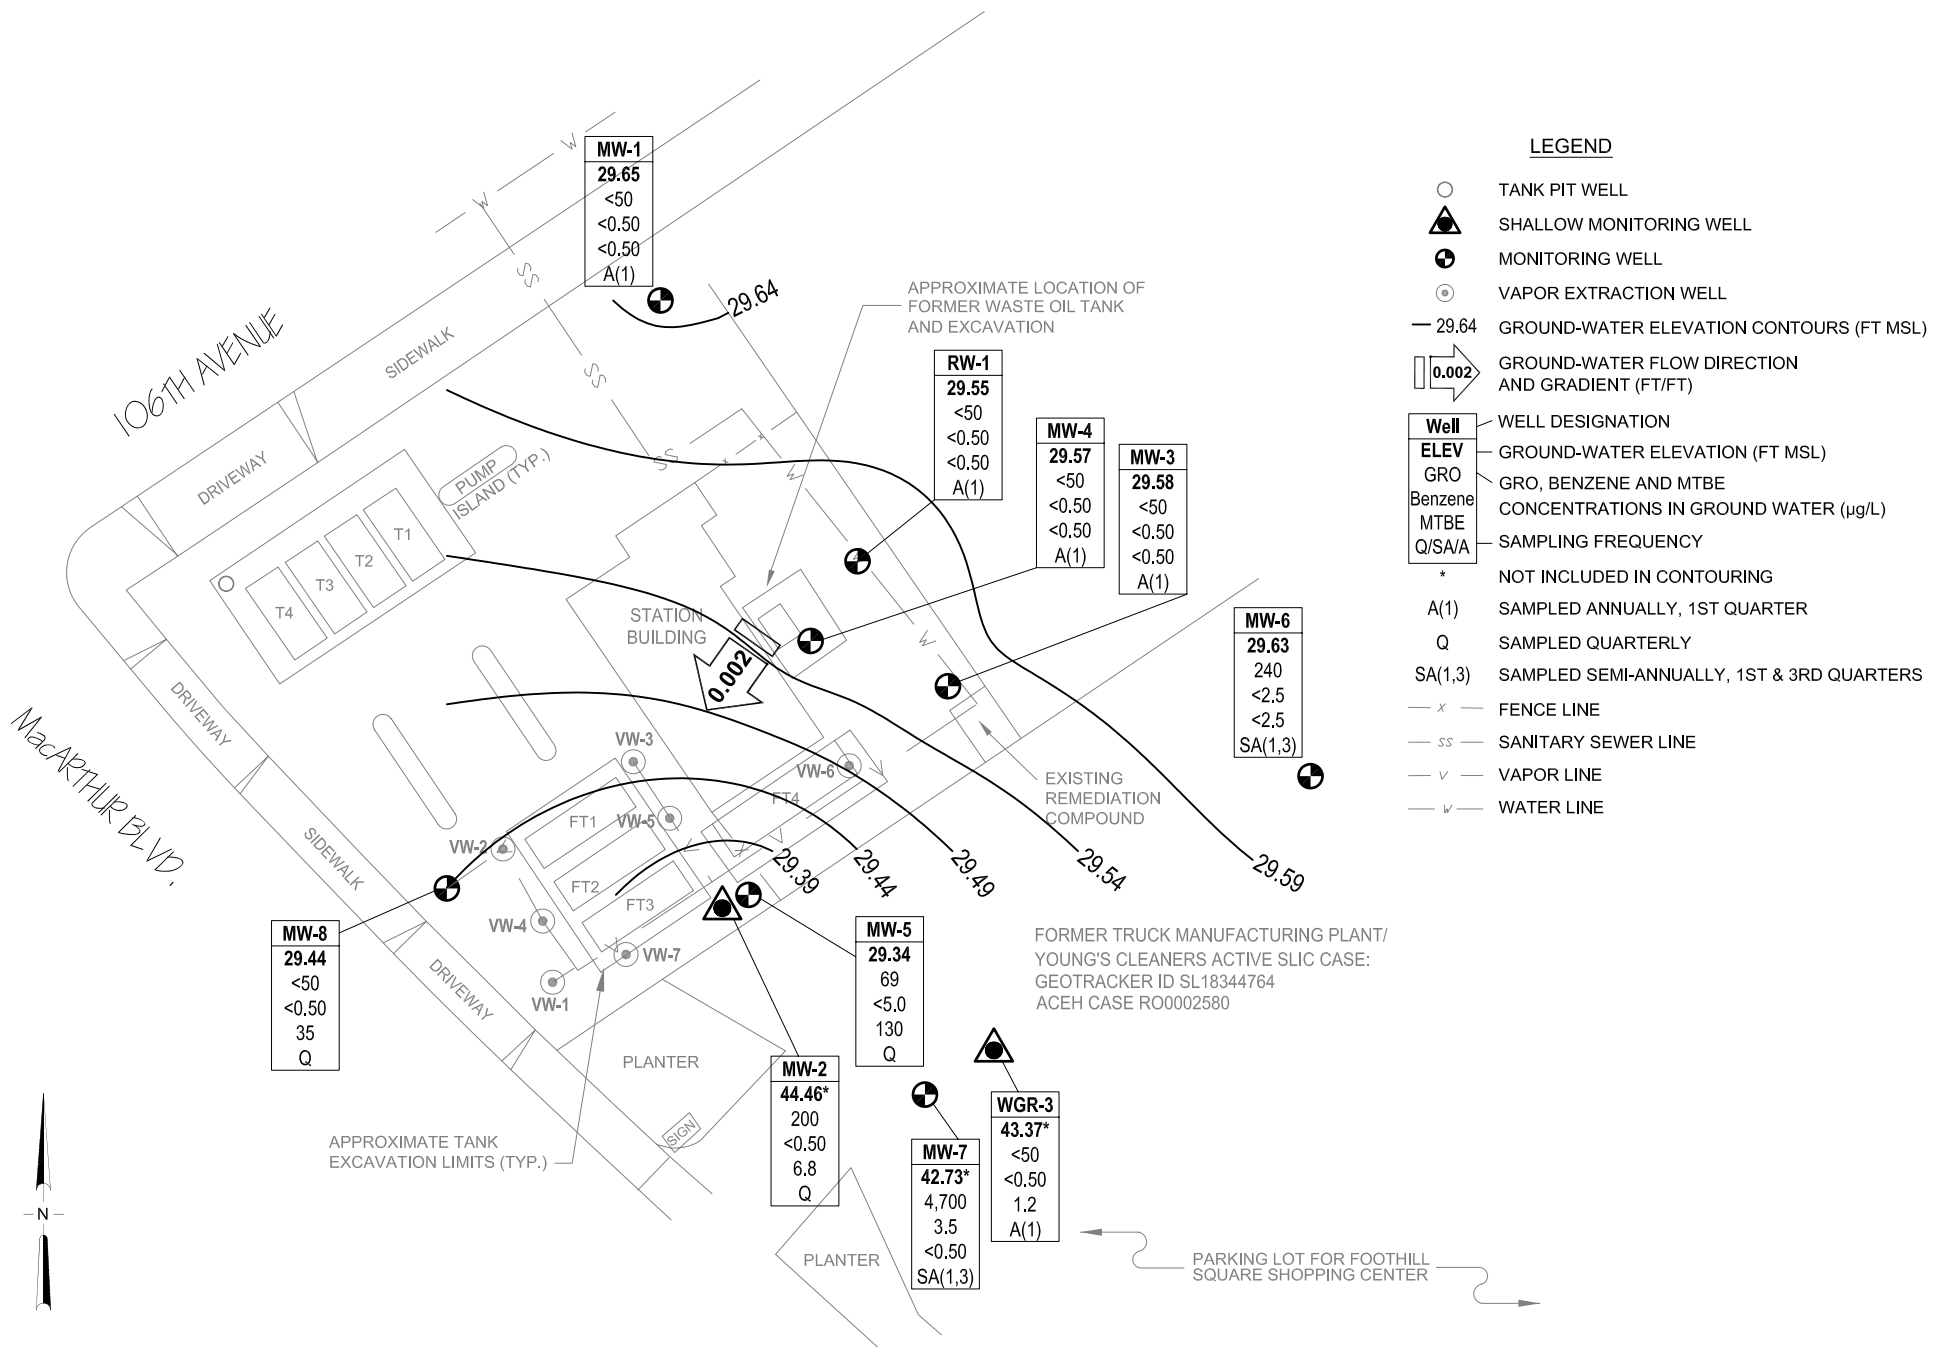 MW-1
29.65
<50
<0.50
<0.50
A(1)
W
W
SS
SS
SS
29.64
APPROXIMATE LOCATION OF
FORMER WASTE OIL TANK
AND EXCAVATION
106TH AVENUE
SIDEWALK
DRIVEWAY
PUMP
ISLAND (TYP.)
RW-1
29.55
<50
<0.50
<0.50
A(1)
MW-4
29.57
<50
<0.50
<0.50
A(1)
MW-3
29.58
<50
<0.50
<0.50
A(1)
x
x
W
W
W
T1
T2
T3
T4
STATION
BUILDING
0.002
MW-6
29.63
240
<2.5
<2.5
SA(1,3)
DRIVEWAY
MacARTHUR BLVD.
SIDEWALK
DRIVEWAY
VW-3
VW-6
VW-5
VW-2
VW-4
VW-7
VW-1
FT1
FT2
FT3
FT4
V
V
V
V
X
EXISTING
REMEDIATION
COMPOUND
29.39
29.44
29.49
29.54
29.59
MW-8
29.44
<50
<0.50
35
Q
MW-5
29.34
69
<5.0
130
Q
FORMER TRUCK MANUFACTURING PLANT/
YOUNG'S CLEANERS ACTIVE SLIC CASE:
GEOTRACKER ID SL18344764
ACEH CASE RO0002580
PLANTER
MW-2
44.46*
200
<0.50
6.8
Q
SIGN
APPROXIMATE TANK
EXCAVATION LIMITS (TYP.)
MW-7
42.73*
4,700
3.5
<0.50
SA(1,3)
WGR-3
43.37*
<50
<0.50
1.2
A(1)
PLANTER
PARKING LOT FOR FOOTHILL
SQUARE SHOPPING CENTER
N
LEGEND
TANK PIT WELL
SHALLOW MONITORING WELL
MONITORING WELL
VAPOR EXTRACTION WELL
29.64 GROUND-WATER ELEVATION CONTOURS (FT MSL)
0.002 GROUND-WATER FLOW DIRECTION
AND GRADIENT (FT/FT)
Well WELL DESIGNATION
ELEV GROUND-WATER ELEVATION (FT MSL)
GRO GRO, BENZENE AND MTBE
Benzene CONCENTRATIONS IN GROUND WATER (µg/L)
MTBE
Q/SA/A SAMPLING FREQUENCY
* NOT INCLUDED IN CONTOURING
A(1) SAMPLED ANNUALLY, 1ST QUARTER
Q SAMPLED QUARTERLY
SA(1,3) SAMPLED SEMI-ANNUALLY, 1ST & 3RD QUARTERS
x FENCE LINE
SS SANITARY SEWER LINE
V VAPOR LINE
W WATER LINE